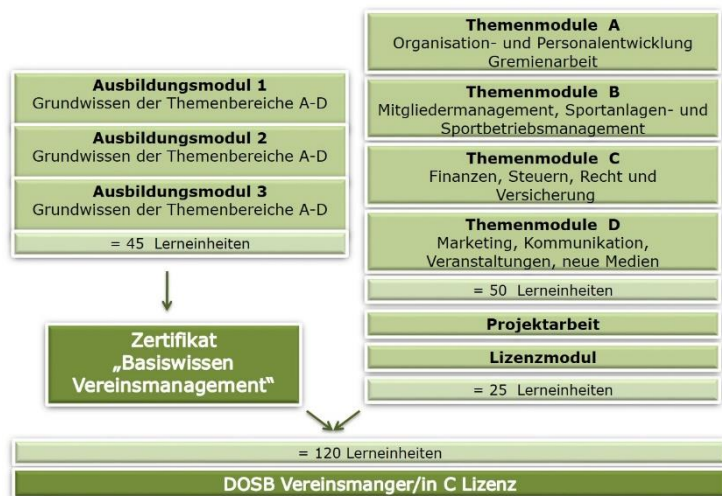 Ausbildungsmodul 1
Grundwissen der Themenbereiche A-D
Ausbildungsmodul 2
Grundwissen der Themenbereiche A-D
Ausbildungsmodul 3
Grundwissen der Themenbereiche A-D
= 45 Lerneinheiten
Zertifikat
„Basiswissen
Vereinsmanagement“
Themenmodule A
Organisation- und Personalentwicklung
Gremienarbeit
Themenmodule B
Mitgliedermanagement, Sportanlagen- und
Sportbetriebsmanagement
Themenmodule C
Finanzen, Steuern, Recht und
Versicherung
Themenmodule D
Marketing, Kommunikation,
Veranstaltungen, neue Medien
= 50 Lerneinheiten
Projektarbeit
Lizenzmodul
= 25 Lerneinheiten
= 120 Lerneinheiten
DOSB Vereinsmanger/in C Lizenz